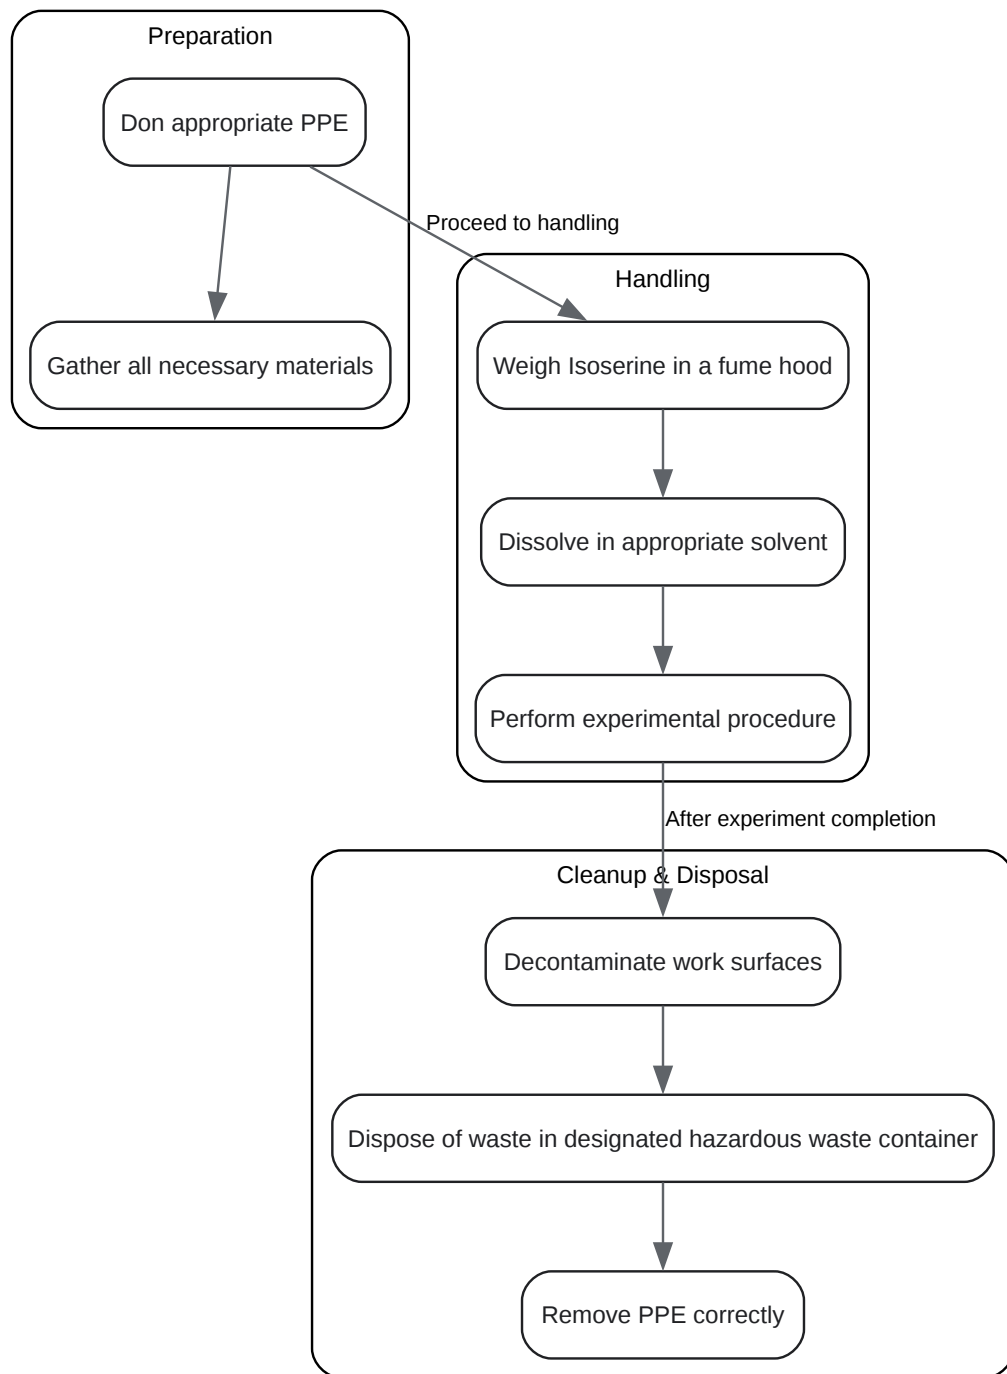 Preparation
Don appropriate PPE
Proceed to handling
Gather all necessary materials
Handling
Weigh Isoserine in a fume hood
Dissolve in appropriate solvent
Perform experimental procedure
After experiment completion
Cleanup & Disposal
Decontaminate work surfaces
Dispose of waste in designated hazardous waste container
Remove PPE correctly